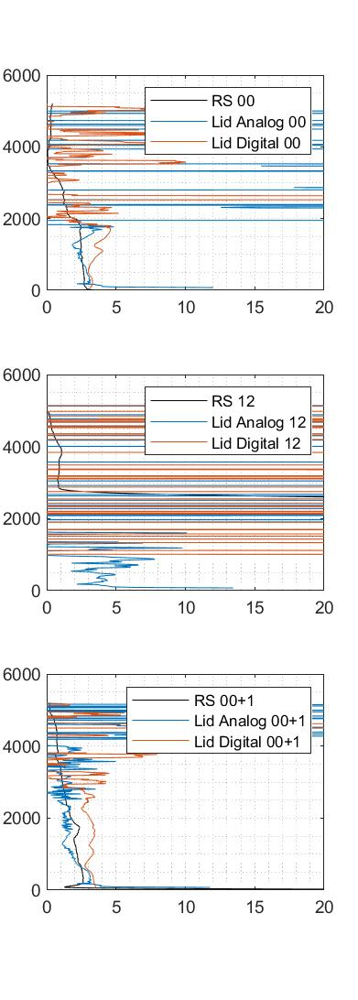 6000
RS 00
Lid Analog 00
Lid Digital 00
4000
2000
0
0 5 10 15 20
6000
RS 12
Lid Analog 12
Lid Digital 12
4000
2000
0
0 5 10 15 20
6000
RS 00+1
Lid Analog 00+1
Lid Digital 00+1
4000
2000
0
0 5 10 15 20